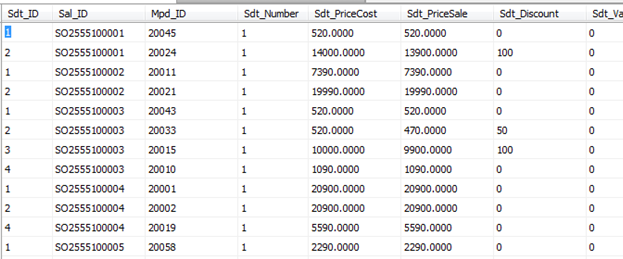 Sdt_ID Sal_ID Mpd_ID Sdt_Number Sdt_PriceCost Sdt_PriceSale Sdt_Discount Sdt_Va
1 SO2555100001 20045 1 520.0000 520.0000 0 0
2 SO2555100001 20024 1 14000.0000 13900.0000 100 0
1 SO2555100002 20011 1 7390.0000 7390.0000 0 0
2 SO2555100002 20021 1 19990.0000 19990.0000 0 0
1 SO2555100003 20043 1 520.0000 520.0000 0 0
2 SO2555100003 20033 1 520.0000 470.0000 50 0
3 SO2555100003 20015 1 10000.0000 9900.0000 100 0
4 SO2555100003 20010 1 1090.0000 1090.0000 0 0
1 SO2555100004 20001 1 20900.0000 20900.0000 0 0
2 SO2555100004 20002 1 20900.0000 20900.0000 0 0
4 SO2555100004 20019 1 5590.0000 5590.0000 0 0
1 SO2555100005 20058 1 2290.0000 2290.0000 0 0